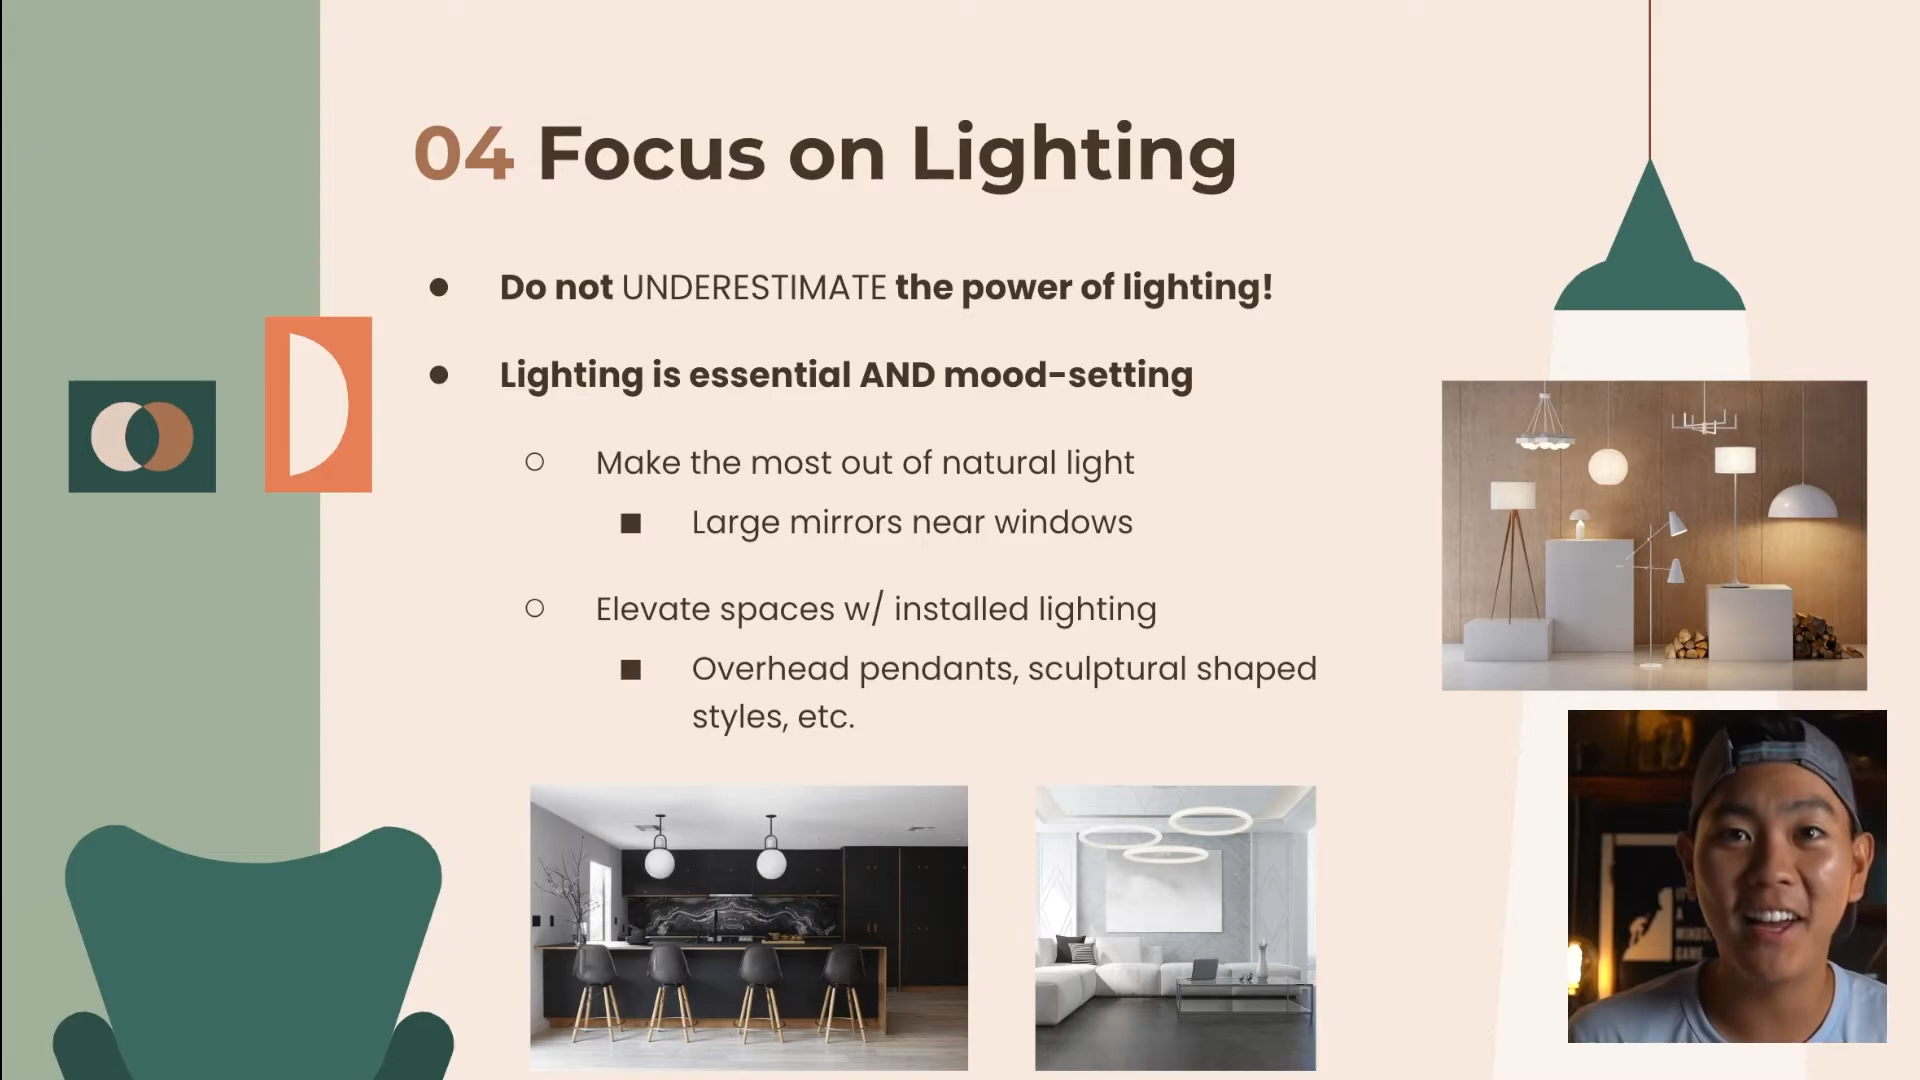 04 Focus on Lighting
● Do not UNDERESTIMATE the power of lighting!
● Lighting is essential AND mood-setting
○ Make the most out of natural light
■ Large mirrors near windows
○ Elevate spaces w/ installed lighting
■ Overhead pendants, sculptural shaped
styles, etc.
A
GAME